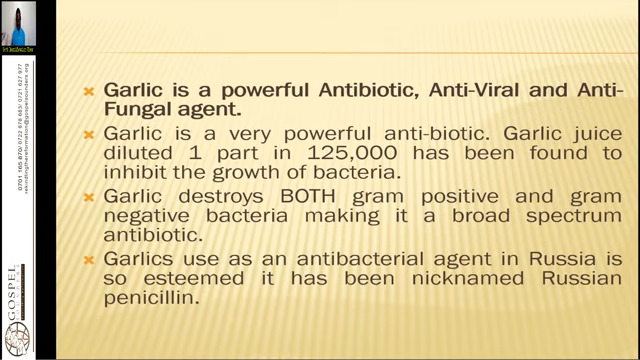 Garlic is a powerful Antibiotic, Anti-Viral and Anti-
Fungal agent.
Garlic is a very powerful anti-biotic. Garlic juice
diluted 1 part in 125,000 has been found to
inhibit the growth of bacteria.
Garlic destroys BOTH gram positive and gram
negative bacteria making it a broad spectrum
antibiotic.
Garlics use as an antibacterial agent in Russia is
so esteemed it has been nicknamed Russian
penicillin.
GOSPEL